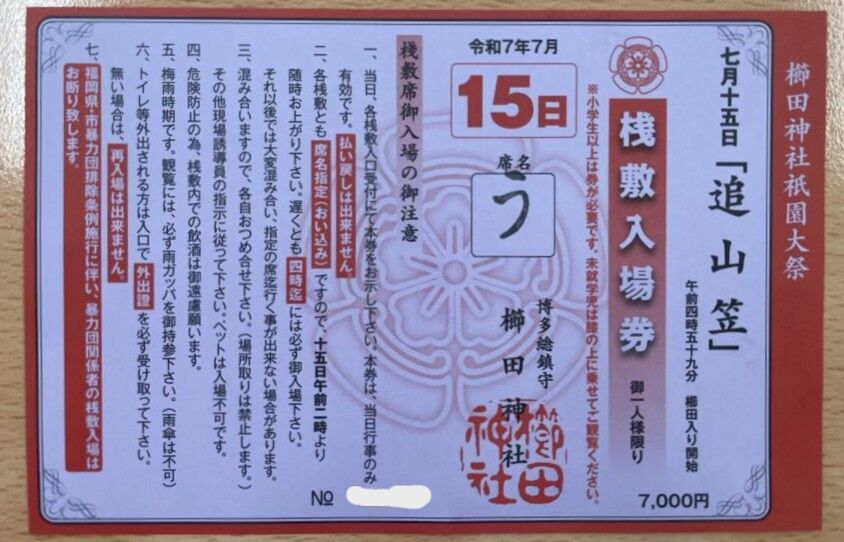 櫛田神社祇園大祭
七月十五日「追山笠」
午前四時五十九分 櫛田入り開始
桟敷入場券
御一人様限り
7,000円
※小学生以上は券が必要です。未就学児は膝の上に乗せてご観覧ください。
令和7年7月
15日
席名
う
博多総鎮守
櫛田神社
櫛田神社
桟敷席御入場の御注意
一、当日、各桟敷入口受付にて本券をお示し下さい。本券は、当日行事のみ
有効です。払い戻しは出来ません
二、各桟敷とも席名指定(おい込み)ですので、十五日午前二時より
随時お上がり下さい。遅くとも四時迄には必ず御入場下さい。
それ以後では大変混み合い、指定の席迄行く事が出来ない場合があります。
三、混み合いますので、各自おつめ合せ下さい。(場所取りは禁止します。)
その他現場誘導員の指示に従って下さい。ペットは入場不可です。
四、危険防止の為、桟敷内での飲酒は御遠慮願います。
五、梅雨時期です。観覧には、必ず雨ガッパを御持参下さい。(雨傘は不可)
六、トイレ等外出される方は入口で外出證を必ず受け取って下さい。
無い場合は、再入場は出来ません。
七、福岡県・市暴力団排除条例施行に伴い、暴力団関係者の桟敷入場は
お断り致します。
№